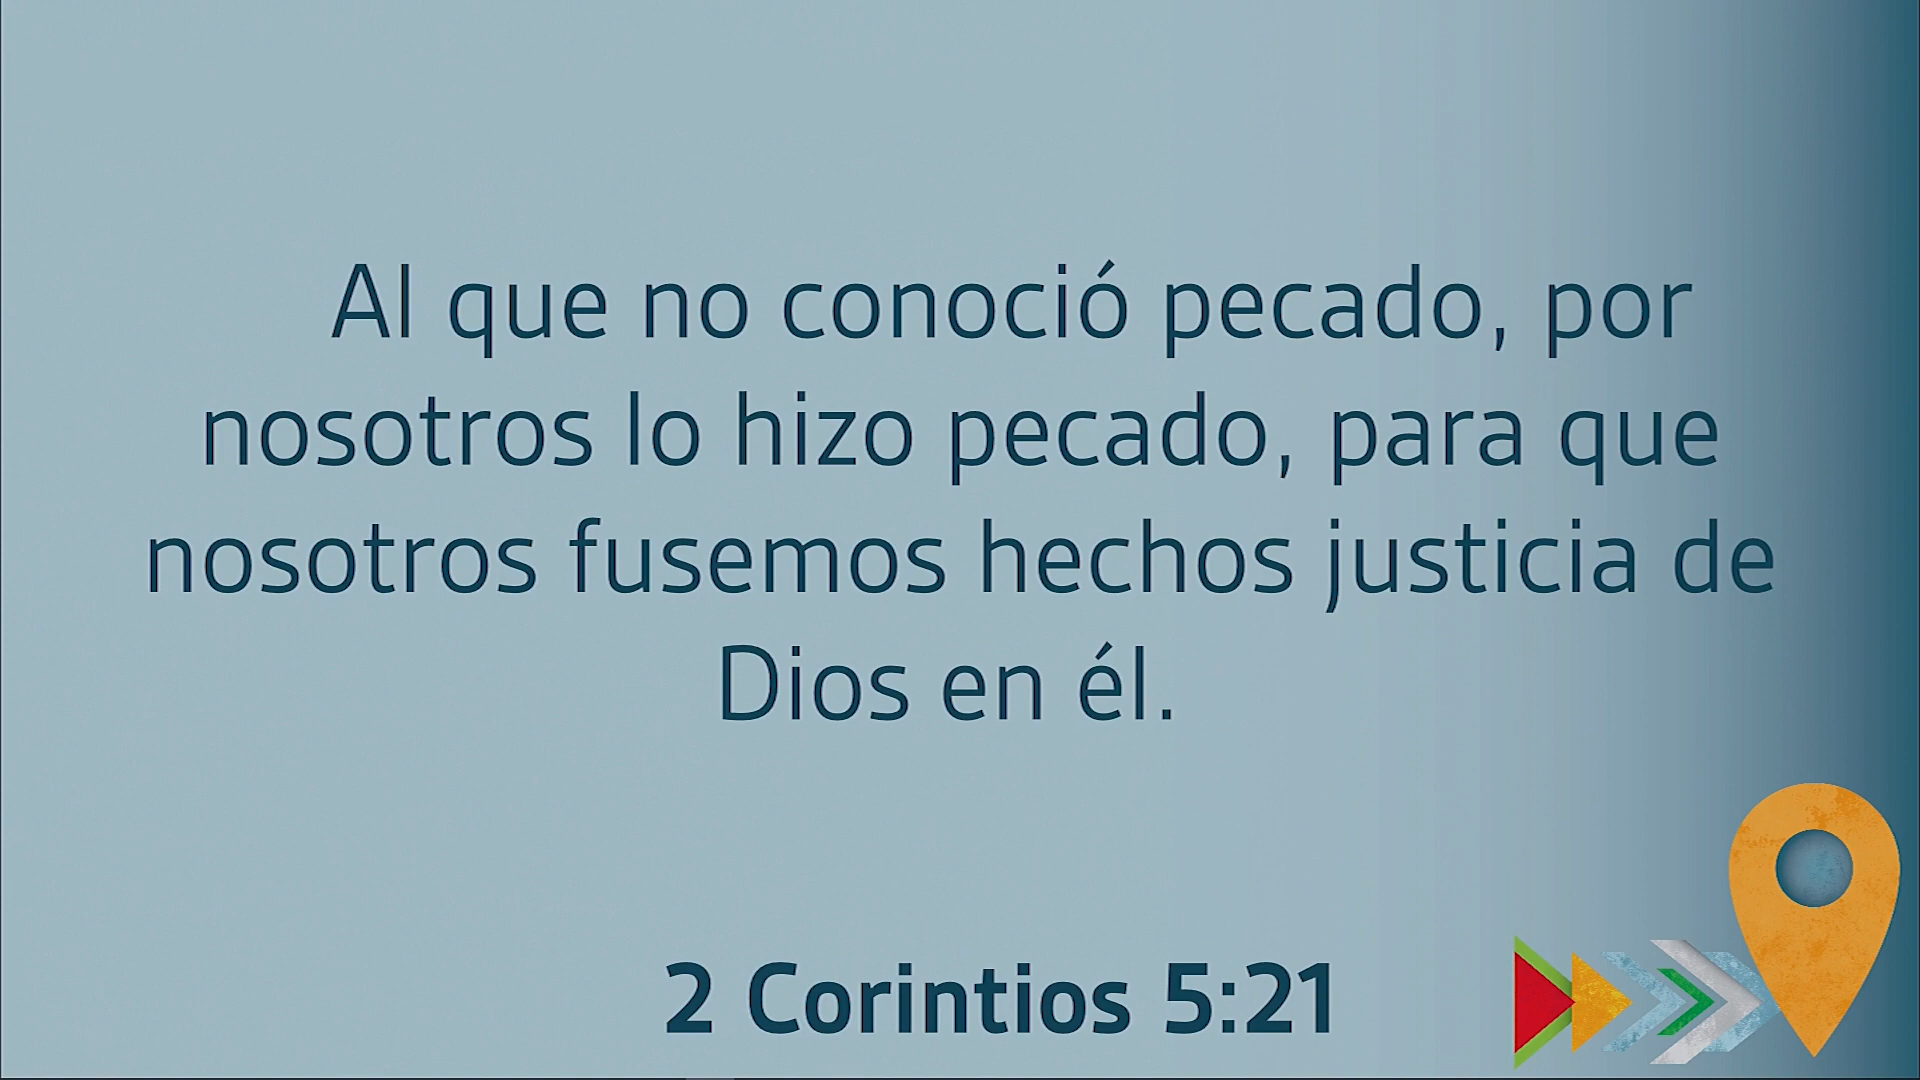 Al que no conoció pecado, por
nosotros lo hizo pecado, para que
nosotros fusemos hechos justicia de
Dios en él.
2 Corintios 5:21